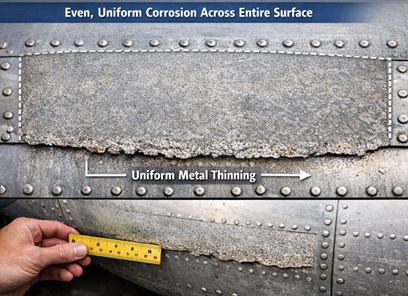 Even, Uniform Corrosion Across Entire Surface
Uniform Metal Thinning